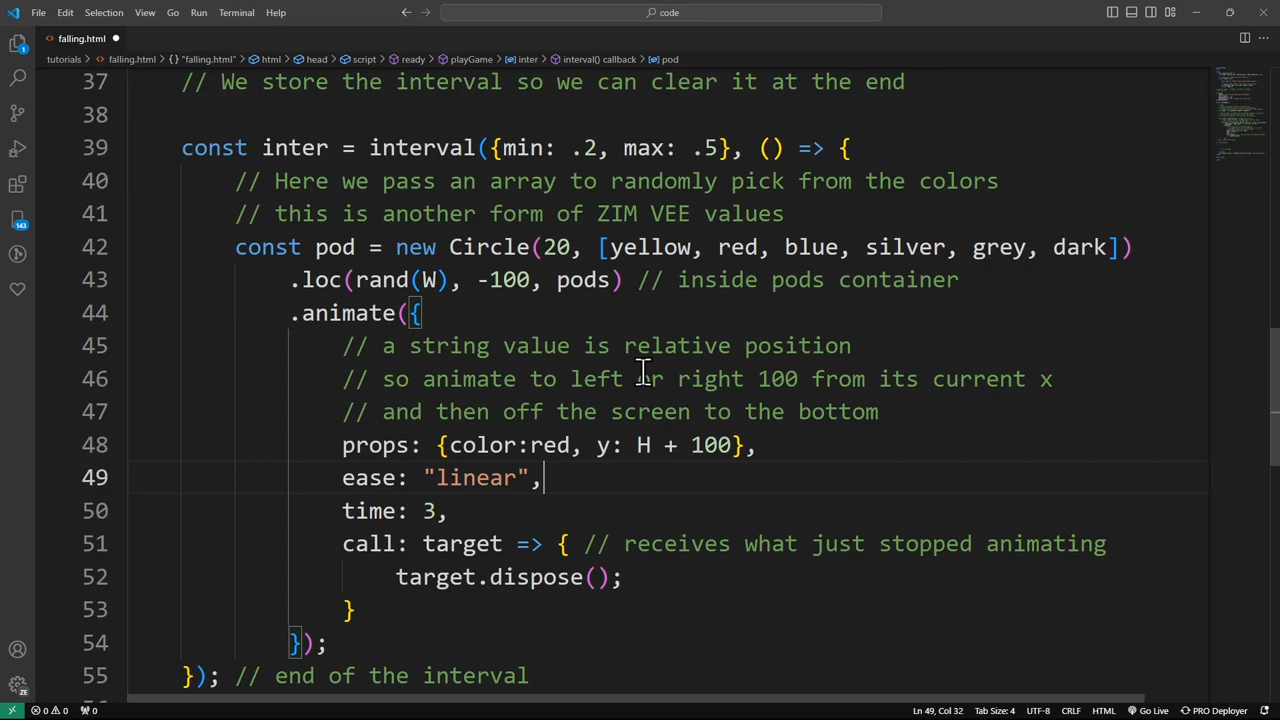 File Edit Selection View Go Run Terminal Help
code
falling.html
tutorials > falling.html > {} "falling.html" > html > head > script > ready > playGame > inter > interval() callback > pod
37 // We store the interval so we can clear it at the end
38
39 const inter = interval({min: .2, max: .5}, () => {
40 // Here we pass an array to randomly pick from the colors
41 // this is another form of ZIM VEE values
42 const pod = new Circle(20, [yellow, red, blue, silver, grey, dark])
43 .loc(rand(W), -100, pods) // inside pods container
44 .animate({
45 // a string value is relative position
46 // so animate to left or right 100 from its current x
47 // and then off the screen to the bottom
48 props: {color:red, y: H + 100},
49 ease: "linear",
50 time: 3,
51 call: target => { // receives what just stopped animating
52 target.dispose();
53 }
54 });
55 }); // end of the interval
1
143
ZE
0 0 0 Ln 49, Col 32 Tab Size: 4 UTF-8 CRLF HTML Go Live PRO Deployer